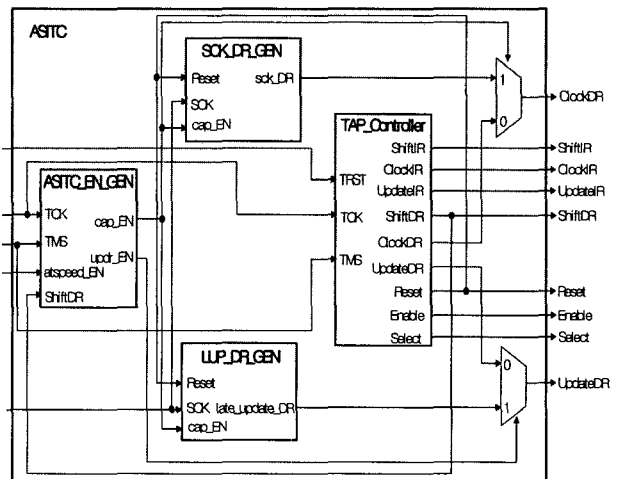 ASITC
SCK_DR_GEN
Reset
sck_DR
SCK
cap_EN
1
0
ClockDR
TAP_Controller
ShiftIR
ShiftIR
TRST
ClockIR
ClockIR
UpdateIR
UpdateIR
ASITC_EN_GEN
TCK
cap_EN
TCK
ShiftDR
ShiftDR
TMS
updr_EN
ClockDR
TMS
atspeed_EN
UpdateDR
ShiftDR
Reset
Reset
Enable
Enable
Select
Select
LUP_DR_GEN
Reset
0
SCK
late_update_DR
1
UpdateDR
cap_EN